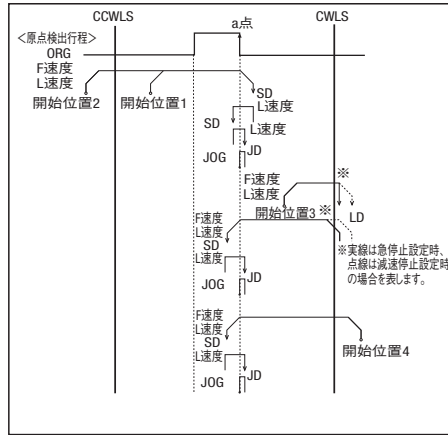 CCWLS
CWLS
a点
<原点検出行程>
ORG
F速度
L速度
開始位置2
開始位置1
SD
L速度
SD
L速度
JOG
JD
F速度
L速度
※
開始位置3
※
LD
F速度
L速度
SD
L速度
JOG
JD
※実線は急停止設定時、
点線は減速停止設定時
の場合を表します。
F速度
L速度
SD
L速度
JOG
JD
開始位置4